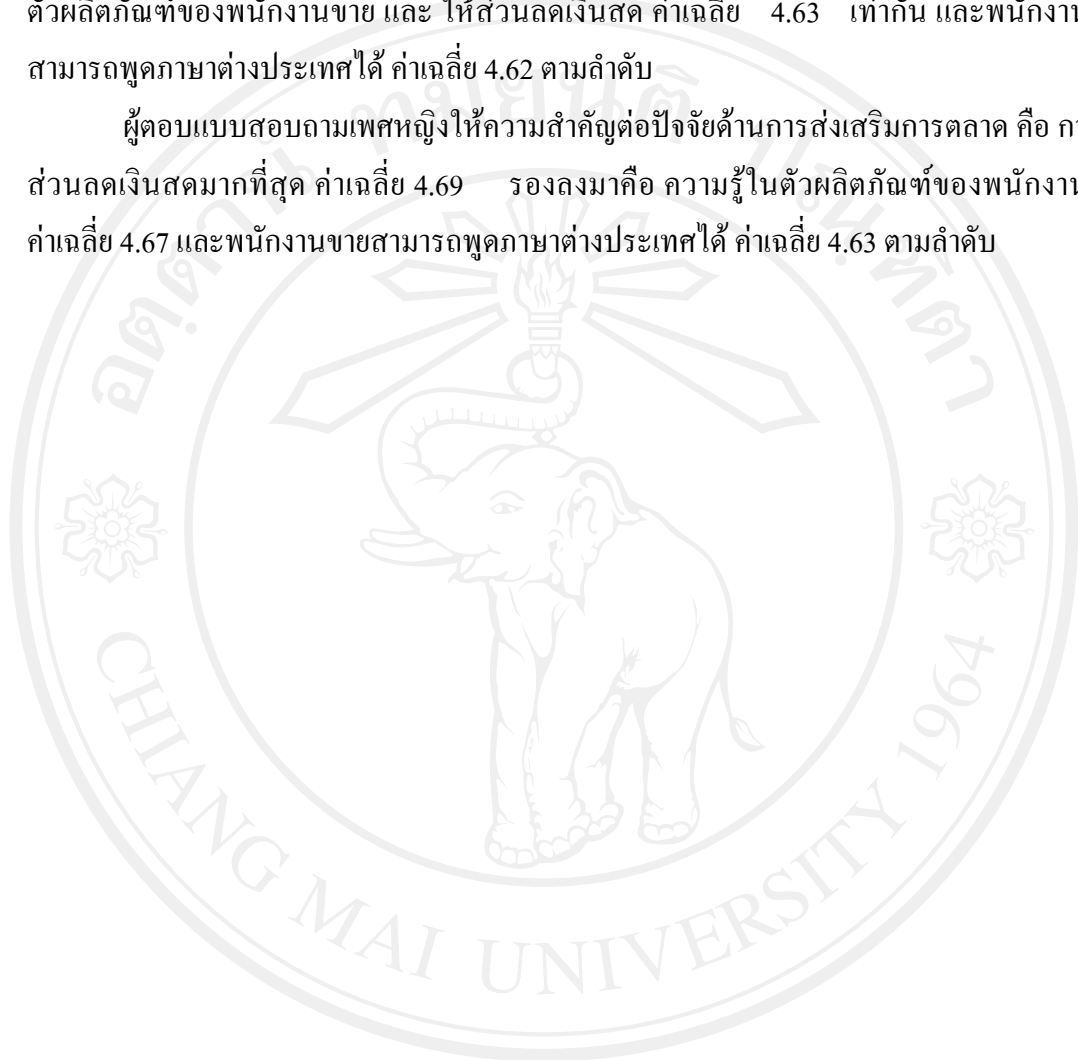 ตัวผลิตภัณฑ์ของพนักงานขาย และ ให้ส่วนลดเงินสด ค่าเฉลี่ย 4.63 เท่ากัน และพนักงาน
สามารถพูดภาษาต่างประเทศได้ ค่าเฉลี่ย 4.62 ตามลำดับ
ผู้ตอบแบบสอบถามเพศหญิงให้ความสำคัญต่อปัจจัยด้านการส่งเสริมการตลาด คือ
ส่วนลดเงินสดมากที่สุด ค่าเฉลี่ย 4.69 รองลงมาคือ ความรู้ในตัวผลิตภัณฑ์ของพนักงาน
ค่าเฉลี่ย 4.67 และพนักงานขายสามารถพูดภาษาต่างประเทศได้ ค่าเฉลี่ย 4.63 ตามลำดับ
อตฺตานํ ทมยนฺติ ปณฺฑิตา
CHIANG MAI UNIVERSITY 1964